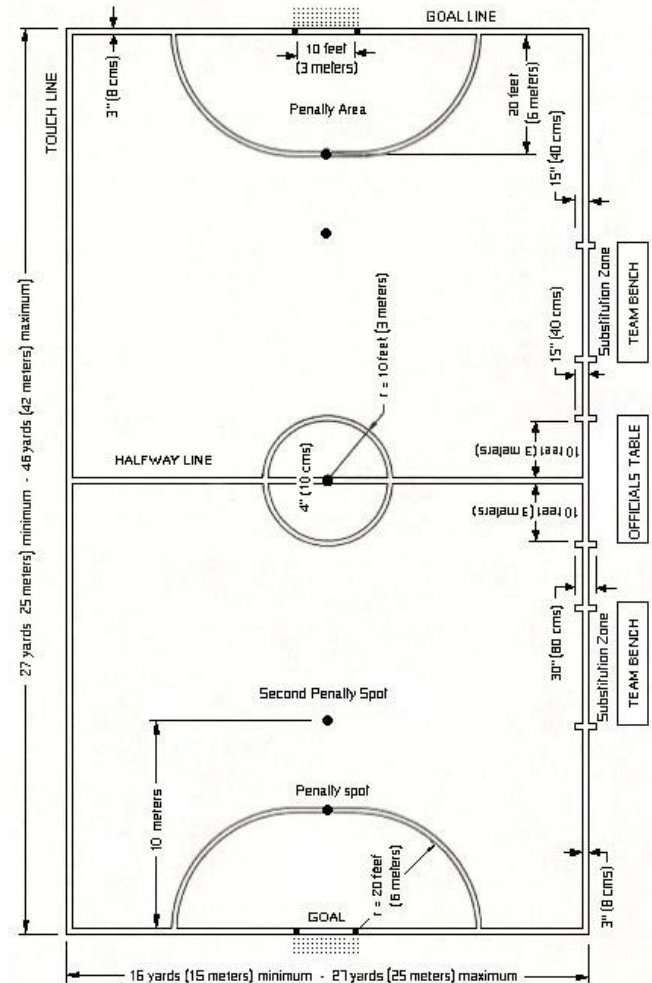 GOAL LINE
10 feet
(3 meters)
3" (8 cms)
TOUCH LINE
Penalty Area
20 feet
(6 meters)
15" (40 cms)
Substitution Zone
TEAM BENCH
r = 10 feet (3 meters)
15" (40 cms)
27 yards 25 meters) minimum - 46 yards (42 meters) maximum)
HALFWAY LINE
4" (10 cms)
10 feet (3 meters)
10 feet (3 meters)
OFFICIALS TABLE
30" (80 cms)
Substitution Zone
TEAM BENCH
Second Penalty Spot
Penalty spot
10 meters
r = 20 feet
(6 meters)
GOAL
3" (8 cms)
16 yards (15 meters) minimum - 27 yards (25 meters) maximum